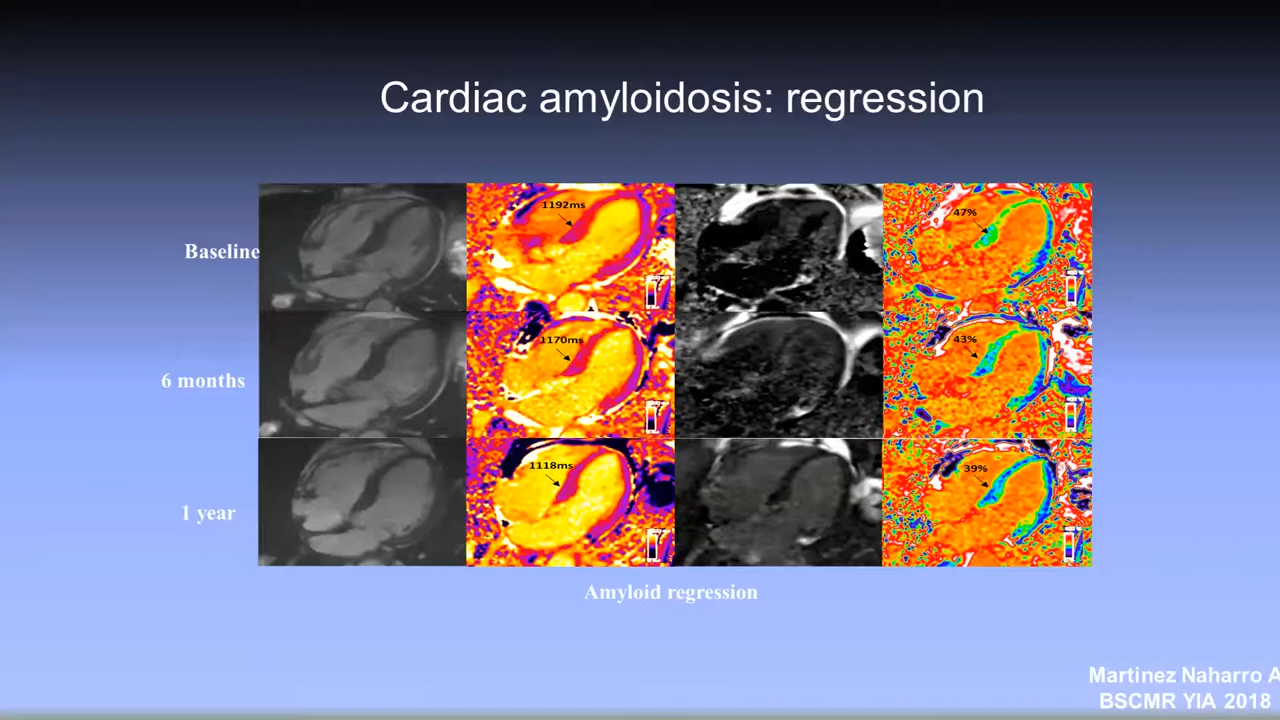 Cardiac amyloidosis: regression
Baseline
1192ms
47%
6 months
1170ms
43%
1 year
1118ms
39%
Amyloid regression
Martinez Naharro A
BSCMR YIA 2018